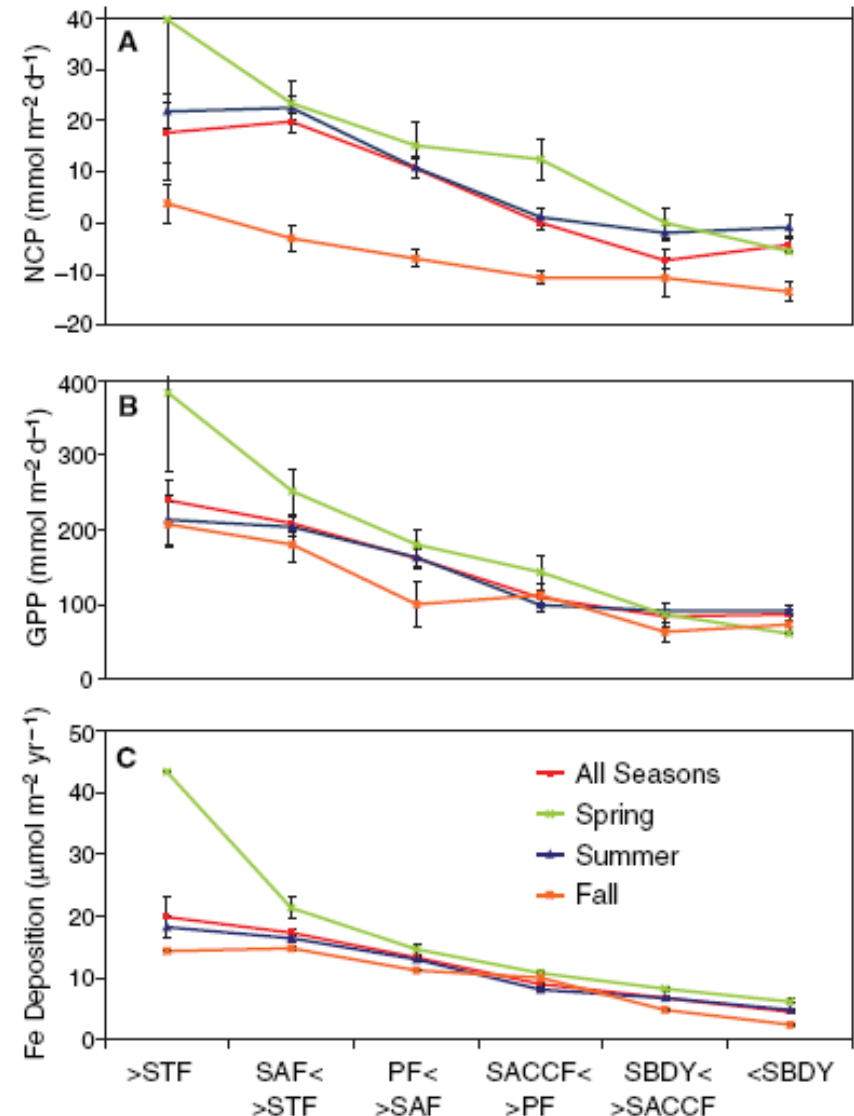 A
NCP (mmol m–2 d–1)
40
30
20
10
0
–10
–20
B
GPP (mmol m–2 d–1)
400
300
200
100
0
C
Fe Deposition (μmol m–2 yr–1)
50
40
30
20
10
0
All Seasons
Spring
Summer
Fall
>STF SAF< PF< SACCF< SBDY< <SBDY
>STF >SAF >PF >SACCF